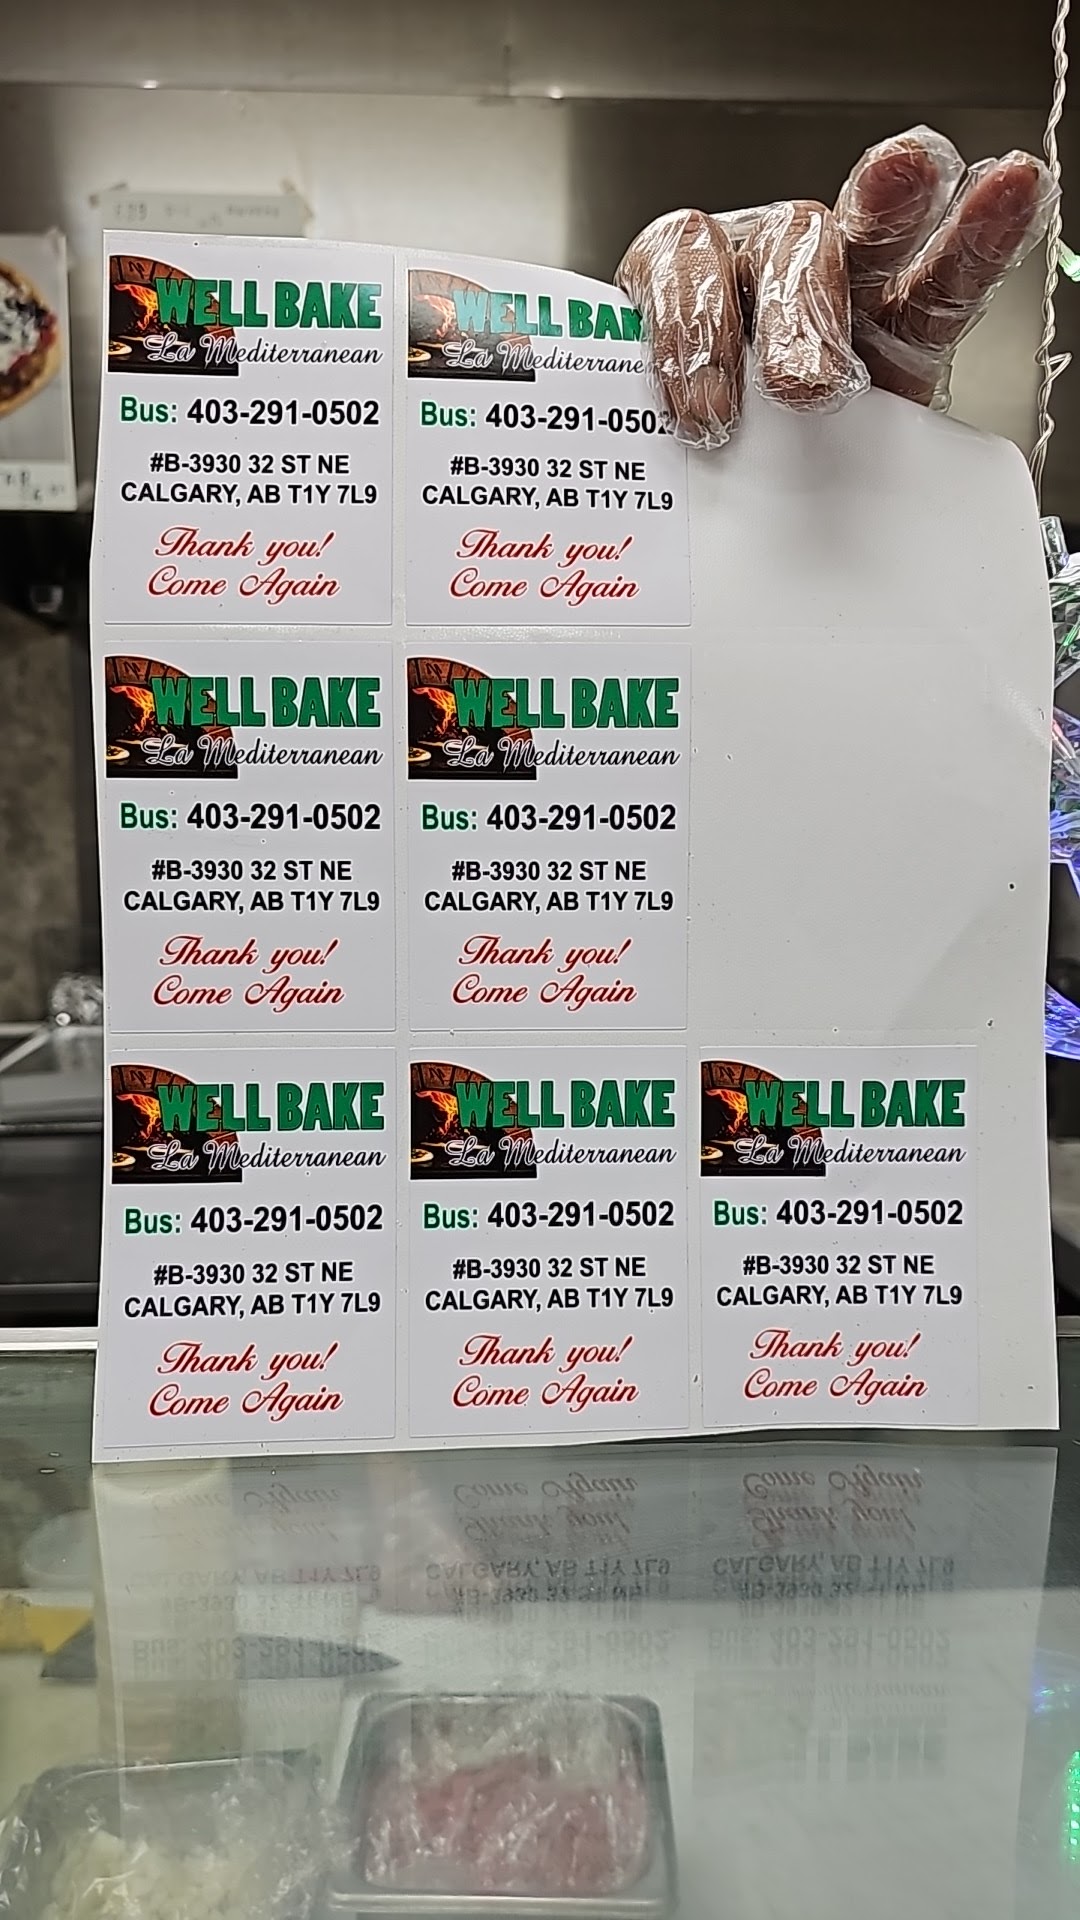 WELL BAKE
La Mediterranean
Bus: 403-291-0502
#B-3930 32 ST NE
CALGARY, AB T1Y 7L9
Thank you!
Come Again
WELL BAK
La Mediterrane
Bus: 403-291-050
#B-3930 32 ST NE
CALGARY, AB T1Y 7L9
Thank you!
Come Again
WELL BAKE
La Mediterranean
Bus: 403-291-0502
#B-3930 32 ST NE
CALGARY, AB T1Y 7L9
Thank you!
Come Again
WELL BAKE
La Mediterranean
Bus: 403-291-0502
#B-3930 32 ST NE
CALGARY, AB T1Y 7L9
Thank you!
Come Again
WELL BAKE
La Mediterranean
Bus: 403-291-0502
#B-3930 32 ST NE
CALGARY, AB T1Y 7L9
Thank you!
Come Again
WELL BAKE
La Mediterranean
Bus: 403-291-0502
#B-3930 32 ST NE
CALGARY, AB T1Y 7L9
Thank you!
Come Again
WELL BAKE
La Mediterranean
Bus: 403-291-0502
#B-3930 32 ST NE
CALGARY, AB T1Y 7L9
Thank you!
Come Again